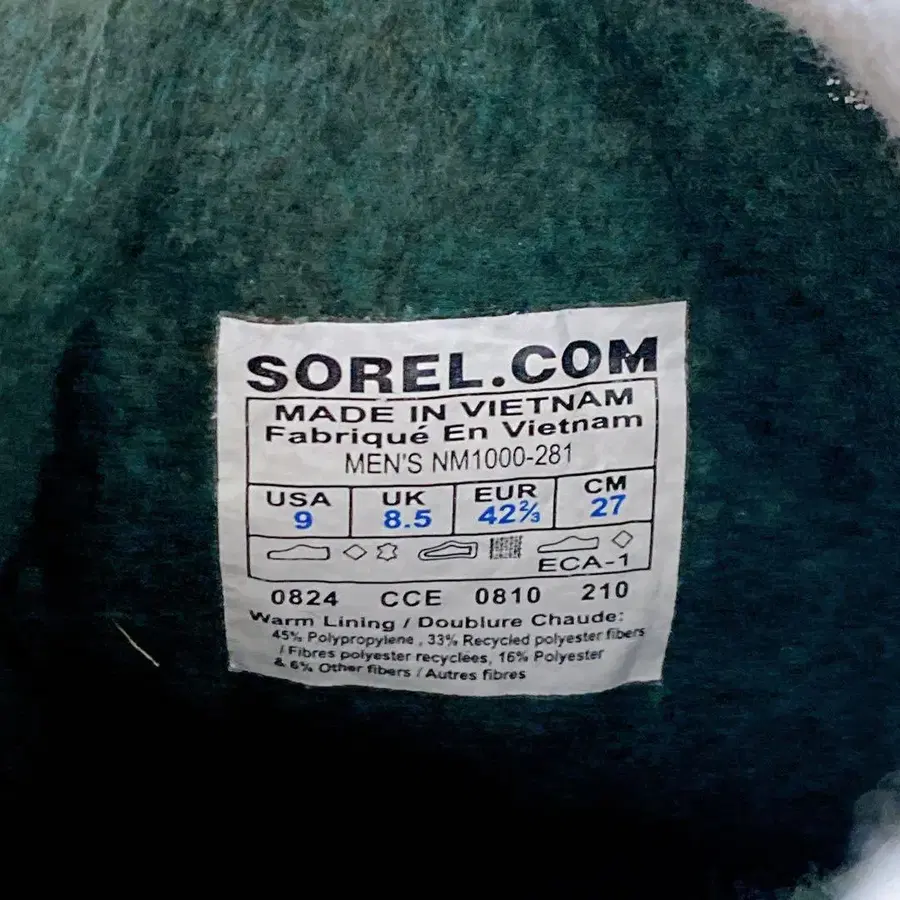 SOREL.COM
MADE IN VIETNAM
Fabriqué En Vietnam
MEN'S NM1000-281
USA UK EUR CM
9 8.5 42⅔ 27
ECA-1
0824 CCE 0810 210
Warm Lining / Doublure Chaude:
45% Polypropylene , 33% Recycled polyester fibers
/ Fibres polyester recyclées, 16% Polyester
& 6% Other fibers / Autres fibres